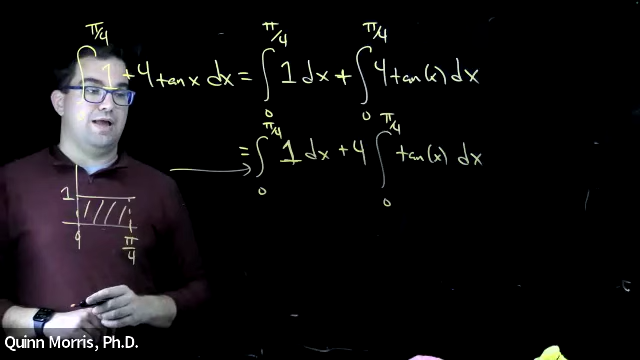 ∫₀^(π/4) 1 + 4 tan x dx = ∫₀^(π/4) 1 dx + ∫₀^(π/4) 4 tan(x) dx
= ∫₀^(π/4) 1 dx + 4 ∫₀^(π/4) tan(x) dx
1
0 π/4
Quinn Morris, Ph.D.